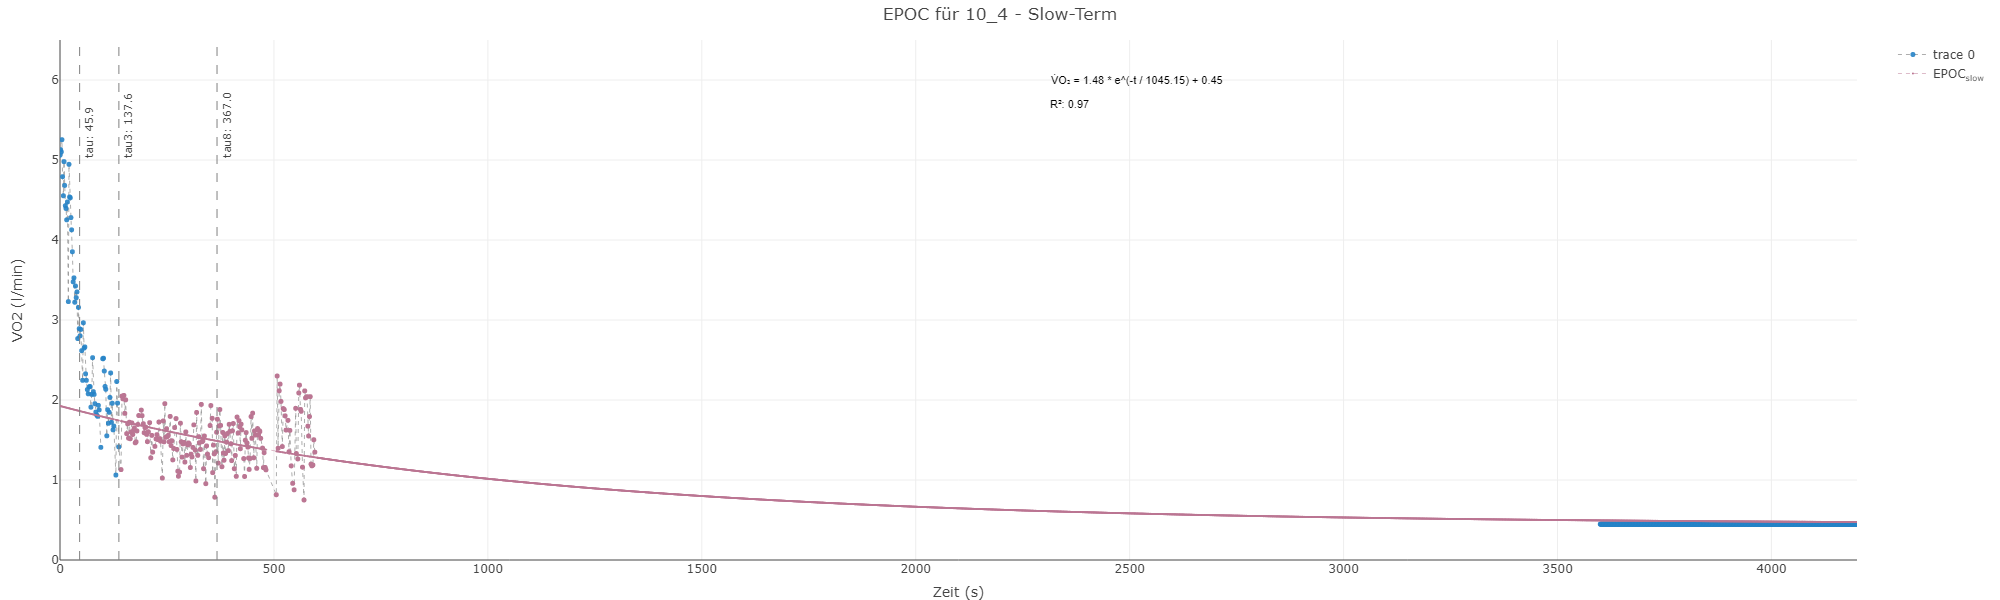 EPOC für 10_4 - Slow-Term
trace 0
EPOCslow
V̇O₂ = 1.48 * e^(-t / 1045.15) + 0.45
R²: 0.97
tau: 45.9
tau3: 137.6
tau8: 367.0
VO2 (l/min)
6
5
4
3
2
1
0
0 500 1000 1500 2000 2500 3000 3500 4000
Zeit (s)